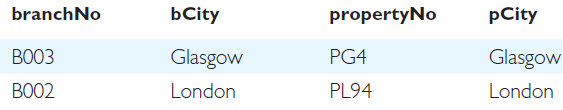 branchNo bCity propertyNo pCity
B003 Glasgow PG4 Glasgow
B002 London PL94 London